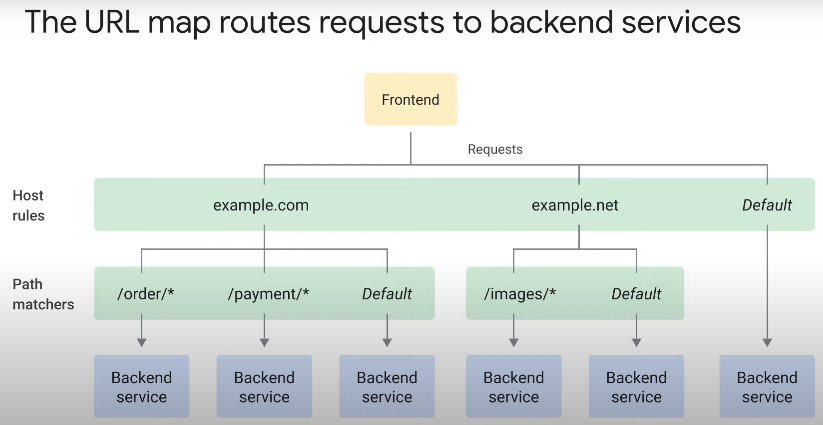 The URL map routes requests to backend services
Frontend
Requests
Host
rules
example.com
example.net
Default
Path
matchers
/order/*
/payment/*
Default
/images/*
Default
Backend
service
Backend
service
Backend
service
Backend
service
Backend
service
Backend
service